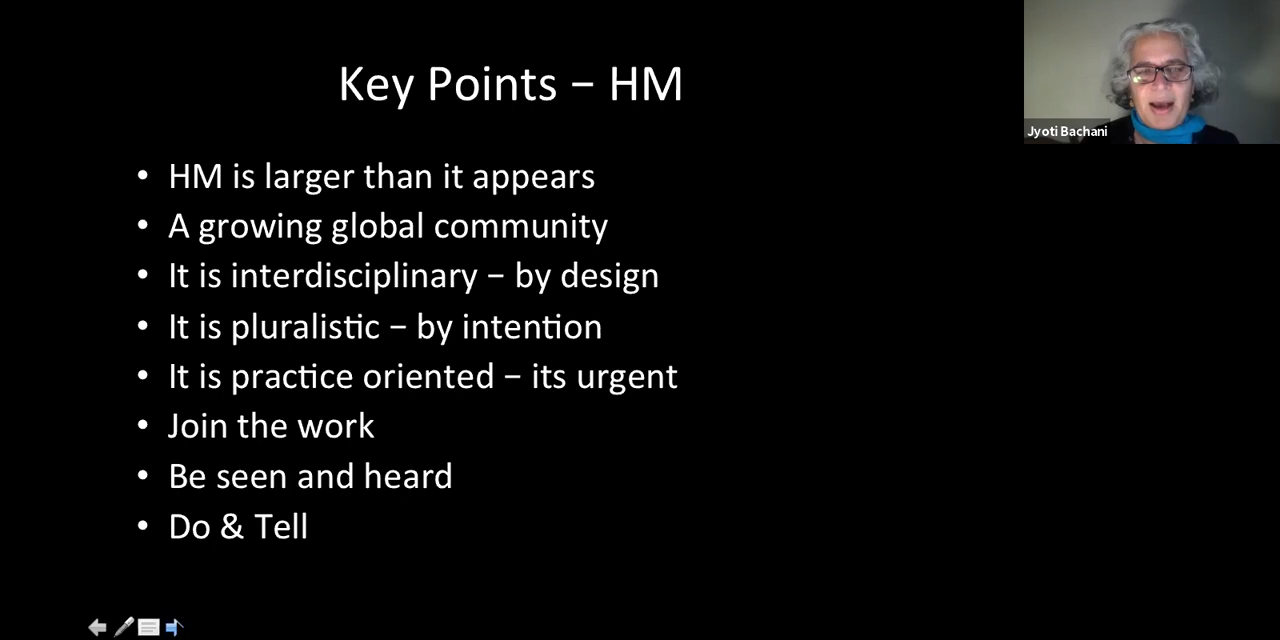 Key Points – HM
Jyoti Bachani
• HM is larger than it appears
• A growing global community
• It is interdisciplinary – by design
• It is pluralistic – by intention
• It is practice oriented – its urgent
• Join the work
• Be seen and heard
• Do & Tell